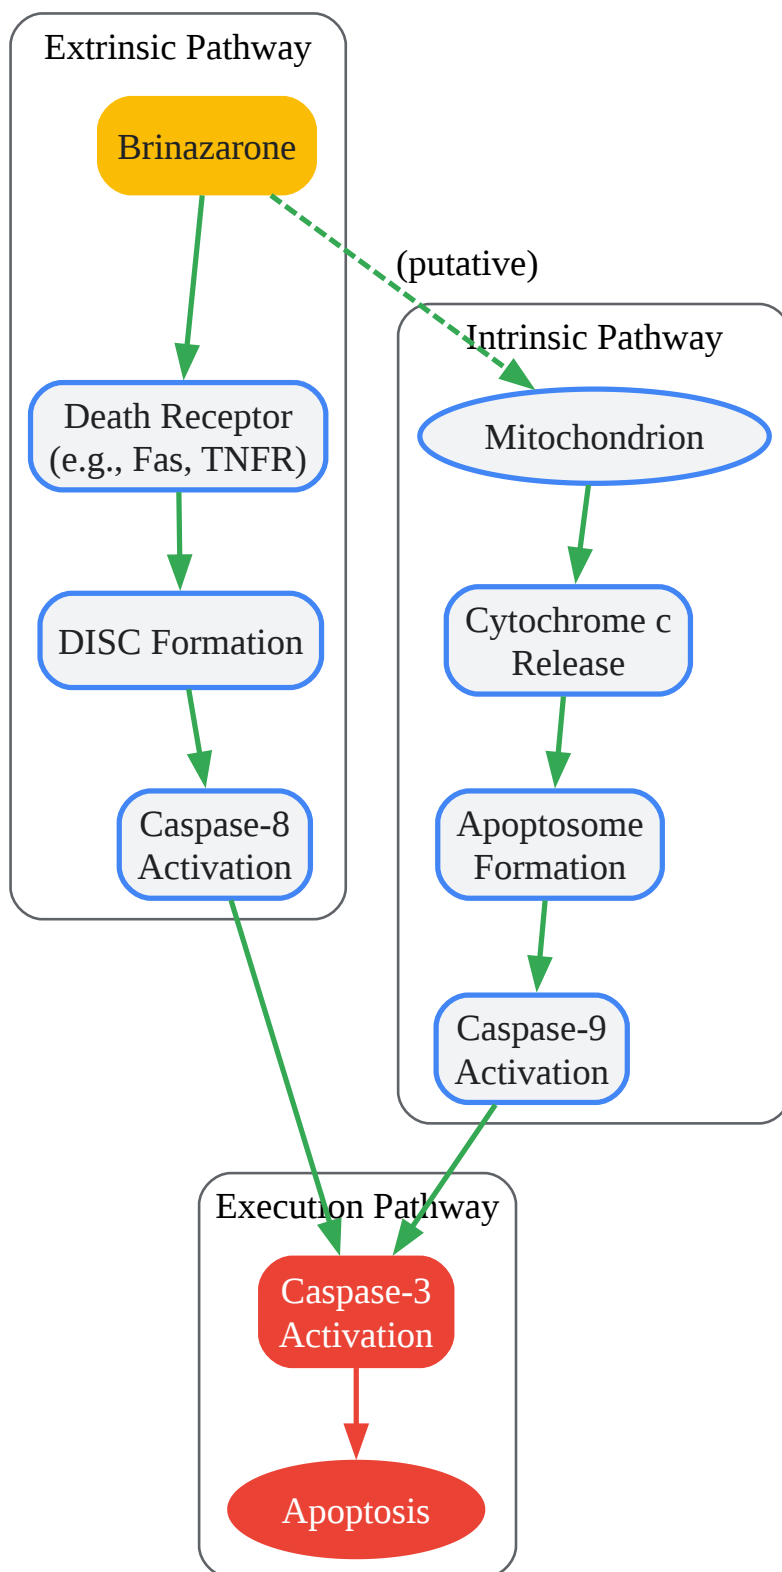 Extrinsic Pathway
Brinazarone
(putative)
Intrinsic Pathway
Death Receptor
(e.g., Fas, TNFR)
Mitochondrion
DISC Formation
Cytochrome c
Release
Caspase-8
Activation
Apoptosome
Formation
Caspase-9
Activation
Execution Pathway
Caspase-3
Activation
Apoptosis